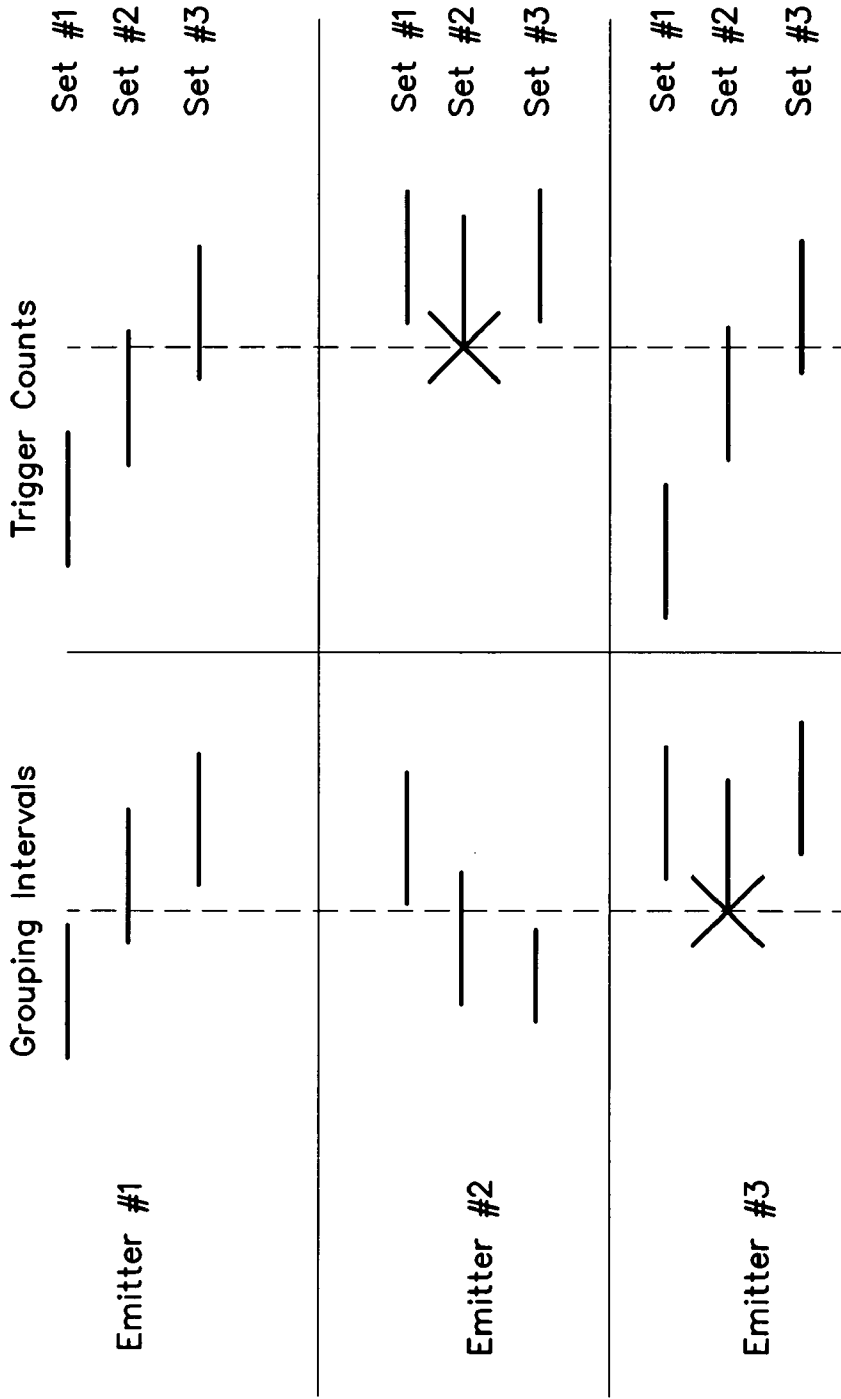 Grouping Intervals
Trigger Counts
Emitter #1
Set #1
Set #2
Set #3
Emitter #2
Set #1
Set #2
Set #3
Emitter #3
Set #1
Set #2
Set #3